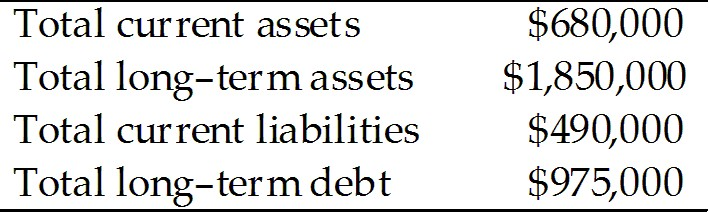 Total current assets $680,000
Total long-term assets $1,850,000
Total current liabilities $490,000
Total long-term debt $975,000